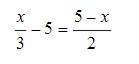 x/3 − 5 = (5 − x)/2